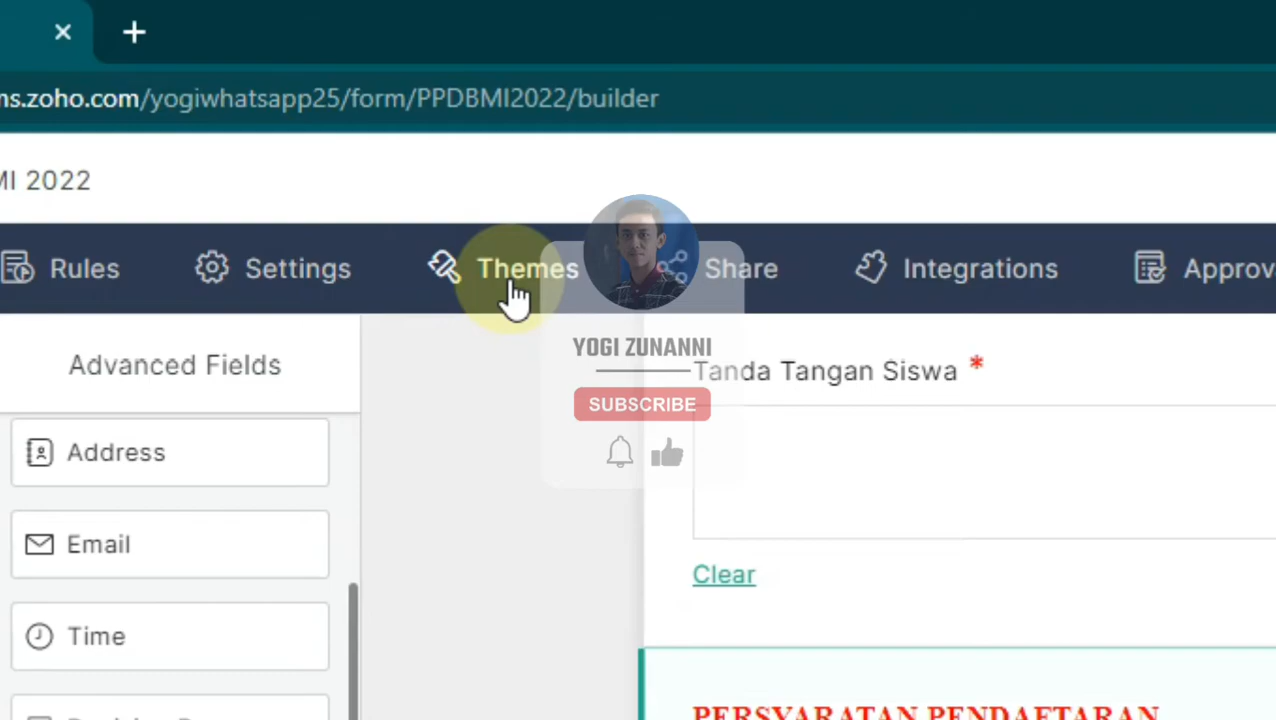 ms.zoho.com/yogiwhatsapp25/form/PPDBMI2022/builder
MI 2022
Rules
Settings
Themes
Share
Integrations
Approv
Advanced Fields
Address
Email
Time
Tanda Tangan Siswa *
Clear
PERSYARATAN PENDAFTARAN
YOGI ZUNANNI
SUBSCRIBE